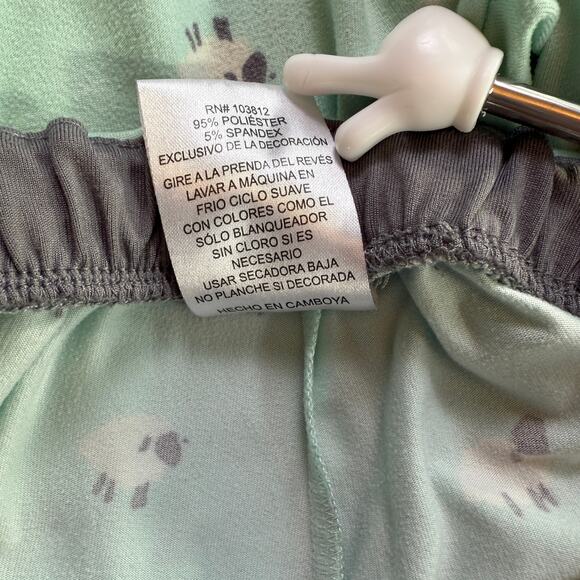 RN# 103812
95% POLIÉSTER
5% SPANDEX
EXCLUSIVO DE LA DECORACIÓN
GIRE A LA PRENDA DEL REVÉS
LAVAR A MÁQUINA EN
FRIO CICLO SUAVE
CON COLORES COMO EL
SÓLO BLANQUEADOR
SIN CLORO SI ES
NECESARIO
USAR SECADORA BAJA
NO PLANCHE SI DECORADA
HECHO EN CAMBOYA